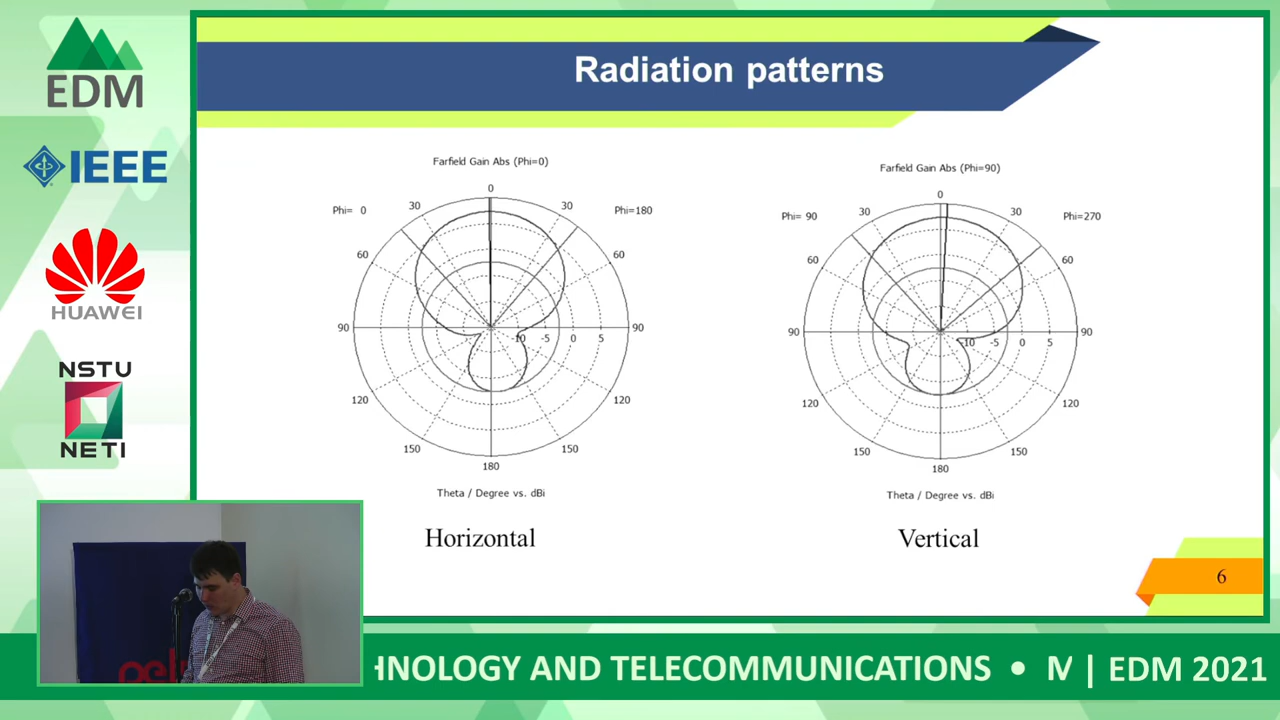 EDM
IEEE
HUAWEI
NSTU
NETI
Radiation patterns
Farfield Gain Abs (Phi=0)
0
30
30
Phi= 0
Phi=180
60
60
90
90
10
-5
0
5
120
120
150
150
180
Theta / Degree vs. dBi
Horizontal
Farfield Gain Abs (Phi=90)
0
30
30
Phi= 90
Phi=270
60
60
90
90
-10
-5
0
5
120
120
150
150
180
Theta / Degree vs. dBi
Vertical
6
HNOLOGY AND TELECOMMUNICATIONS • M | EDM 2021